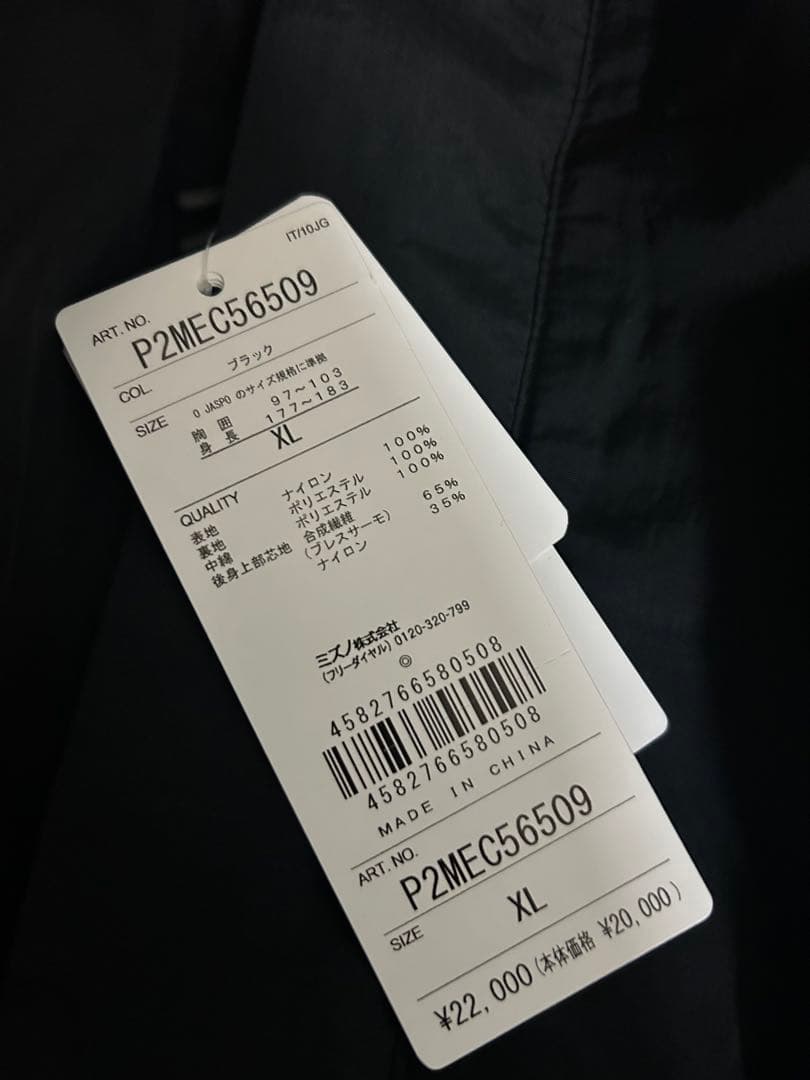 IT/10JG
ART. NO.
P2MEC56509
COL. ブラック
SIZE O JASPO のサイズ規格に準拠
胸囲 97～103
身長 177～183
XL
QUALITY
表地 ナイロン 100%
裏地 ポリエステル 100%
中綿 ポリエステル 100%
後身上部芯地 合成繊維 65%
(ブレスサーモ)
ナイロン 35%
ミズノ株式会社
(フリーダイヤル) 0120-320-799
◎
4582766580508
4582766580508
MADE IN CHINA
ART. NO.
P2MEC56509
SIZE XL
¥22,000 (本体価格 ¥20,000)